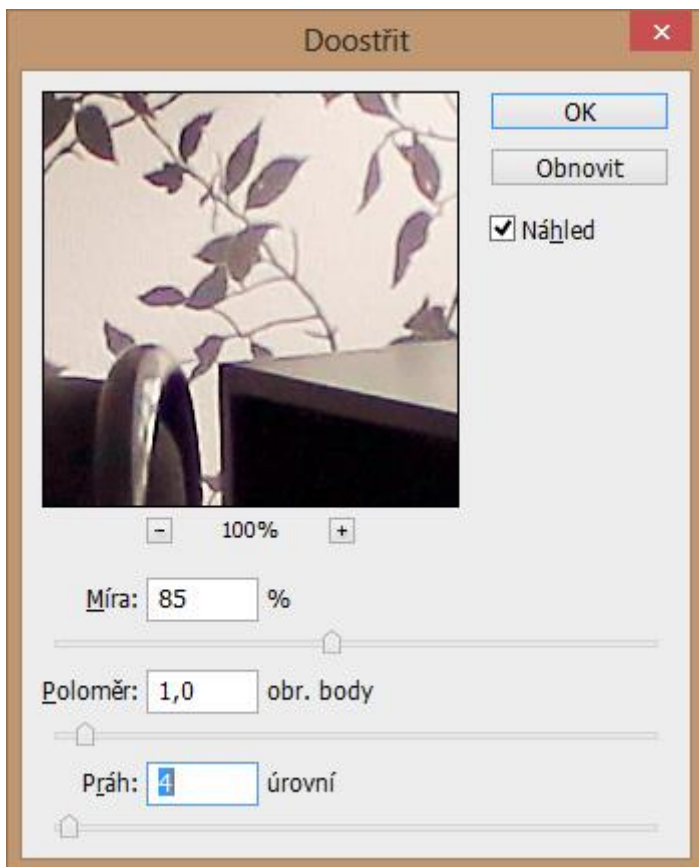 Doostřit
OK
Obnovit
Náhled
100%
Míra: 85 %
Poloměr: 1,0 obr. body
Práh: 4 úrovní